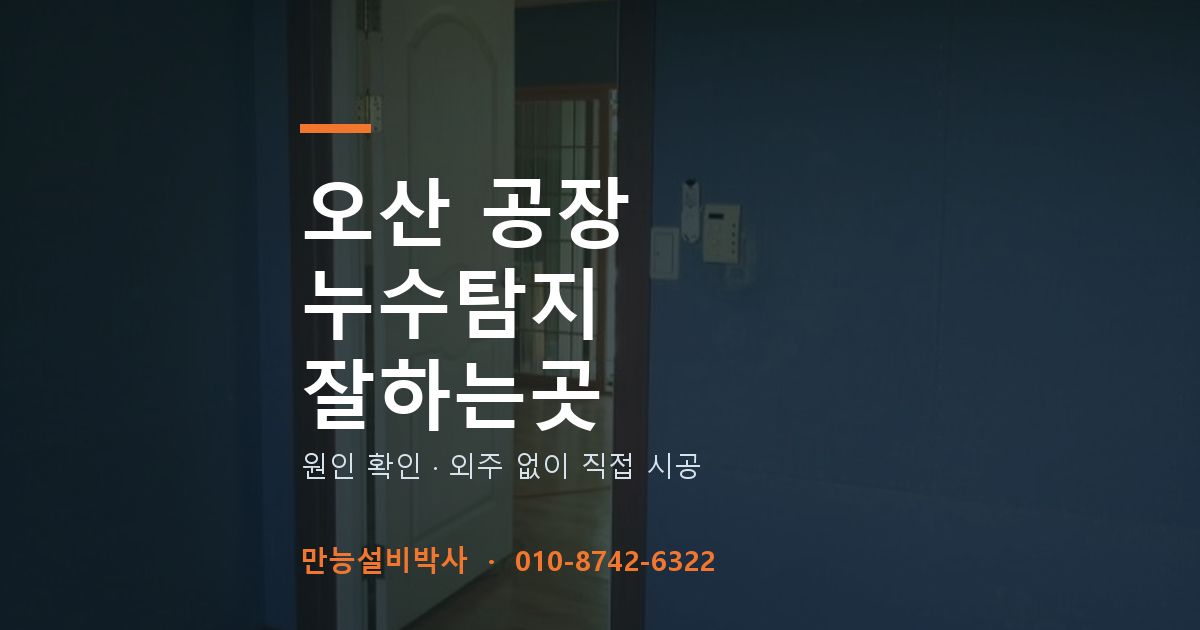 오산 공장
누수탐지
잘하는곳
원인 확인 · 외주 없이 직접 시공
만능설비박사 · 010-8742-6322